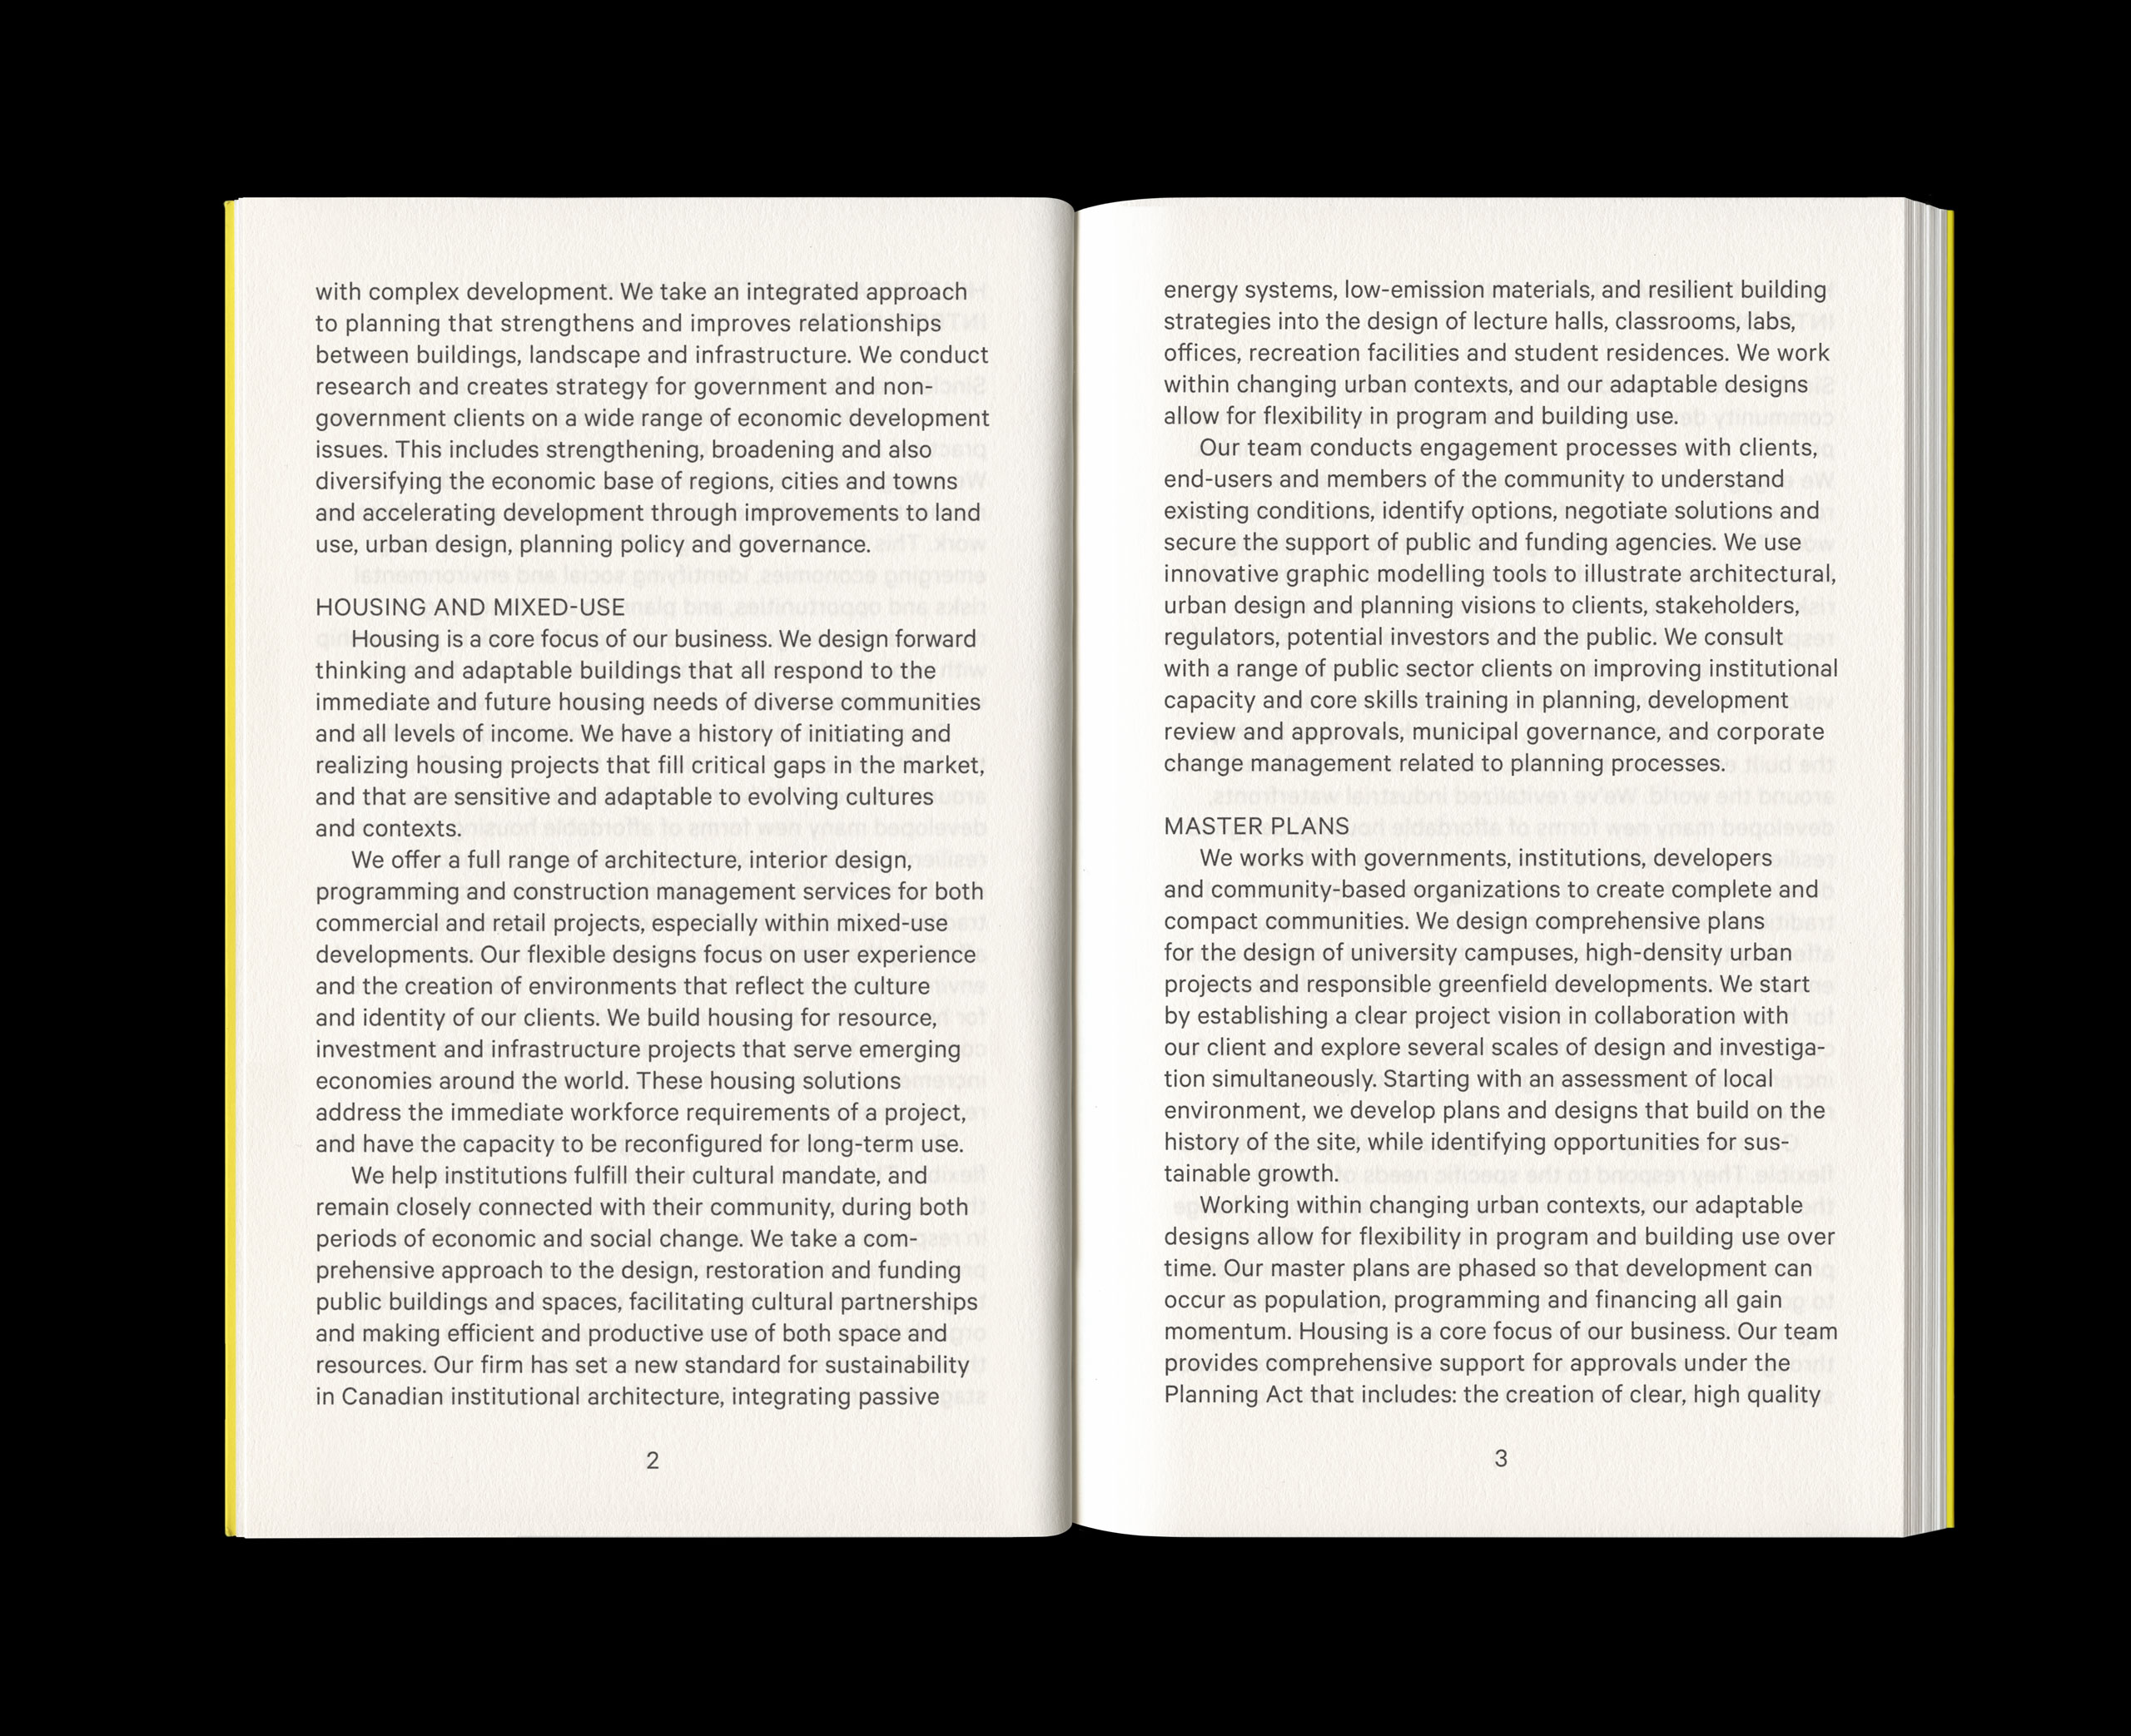 with complex development. We take an integrated approach
to planning that strengthens and improves relationships
between buildings, landscape and infrastructure. We conduct
research and creates strategy for government and non-
government clients on a wide range of economic development
issues. This includes strengthening, broadening and also
diversifying the economic base of regions, cities and towns
and accelerating development through improvements to land
use, urban design, planning policy and governance.
HOUSING AND MIXED-USE
Housing is a core focus of our business. We design forward
thinking and adaptable buildings that all respond to the
immediate and future housing needs of diverse communities
and all levels of income. We have a history of initiating and
realizing housing projects that fill critical gaps in the market,
and that are sensitive and adaptable to evolving cultures
and contexts.
We offer a full range of architecture, interior design,
programming and construction management services for both
commercial and retail projects, especially within mixed-use
developments. Our flexible designs focus on user experience
and the creation of environments that reflect the culture
and identity of our clients. We build housing for resource,
investment and infrastructure projects that serve emerging
economies around the world. These housing solutions
address the immediate workforce requirements of a project,
and have the capacity to be reconfigured for long-term use.
We help institutions fulfill their cultural mandate, and
remain closely connected with their community, during both
periods of economic and social change. We take a com-
prehensive approach to the design, restoration and funding
public buildings and spaces, facilitating cultural partnerships
and making efficient and productive use of both space and
resources. Our firm has set a new standard for sustainability
in Canadian institutional architecture, integrating passive
2
energy systems, low-emission materials, and resilient building
strategies into the design of lecture halls, classrooms, labs,
offices, recreation facilities and student residences. We work
within changing urban contexts, and our adaptable designs
allow for flexibility in program and building use.
Our team conducts engagement processes with clients,
end-users and members of the community to understand
existing conditions, identify options, negotiate solutions and
secure the support of public and funding agencies. We use
innovative graphic modelling tools to illustrate architectural,
urban design and planning visions to clients, stakeholders,
regulators, potential investors and the public. We consult
with a range of public sector clients on improving institutional
capacity and core skills training in planning, development
review and approvals, municipal governance, and corporate
change management related to planning processes.
MASTER PLANS
We works with governments, institutions, developers
and community-based organizations to create complete and
compact communities. We design comprehensive plans
for the design of university campuses, high-density urban
projects and responsible greenfield developments. We start
by establishing a clear project vision in collaboration with
our client and explore several scales of design and investiga-
tion simultaneously. Starting with an assessment of local
environment, we develop plans and designs that build on the
history of the site, while identifying opportunities for sus-
tainable growth.
Working within changing urban contexts, our adaptable
designs allow for flexibility in program and building use over
time. Our master plans are phased so that development can
occur as population, programming and financing all gain
momentum. Housing is a core focus of our business. Our team
provides comprehensive support for approvals under the
Planning Act that includes: the creation of clear, high quality
3